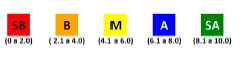 SB B M A SA
(0 a 2.0) ( 2.1 a 4.0) (4.1 a 6.0) (6.1 a 8.0) (8.1 a 10.0)